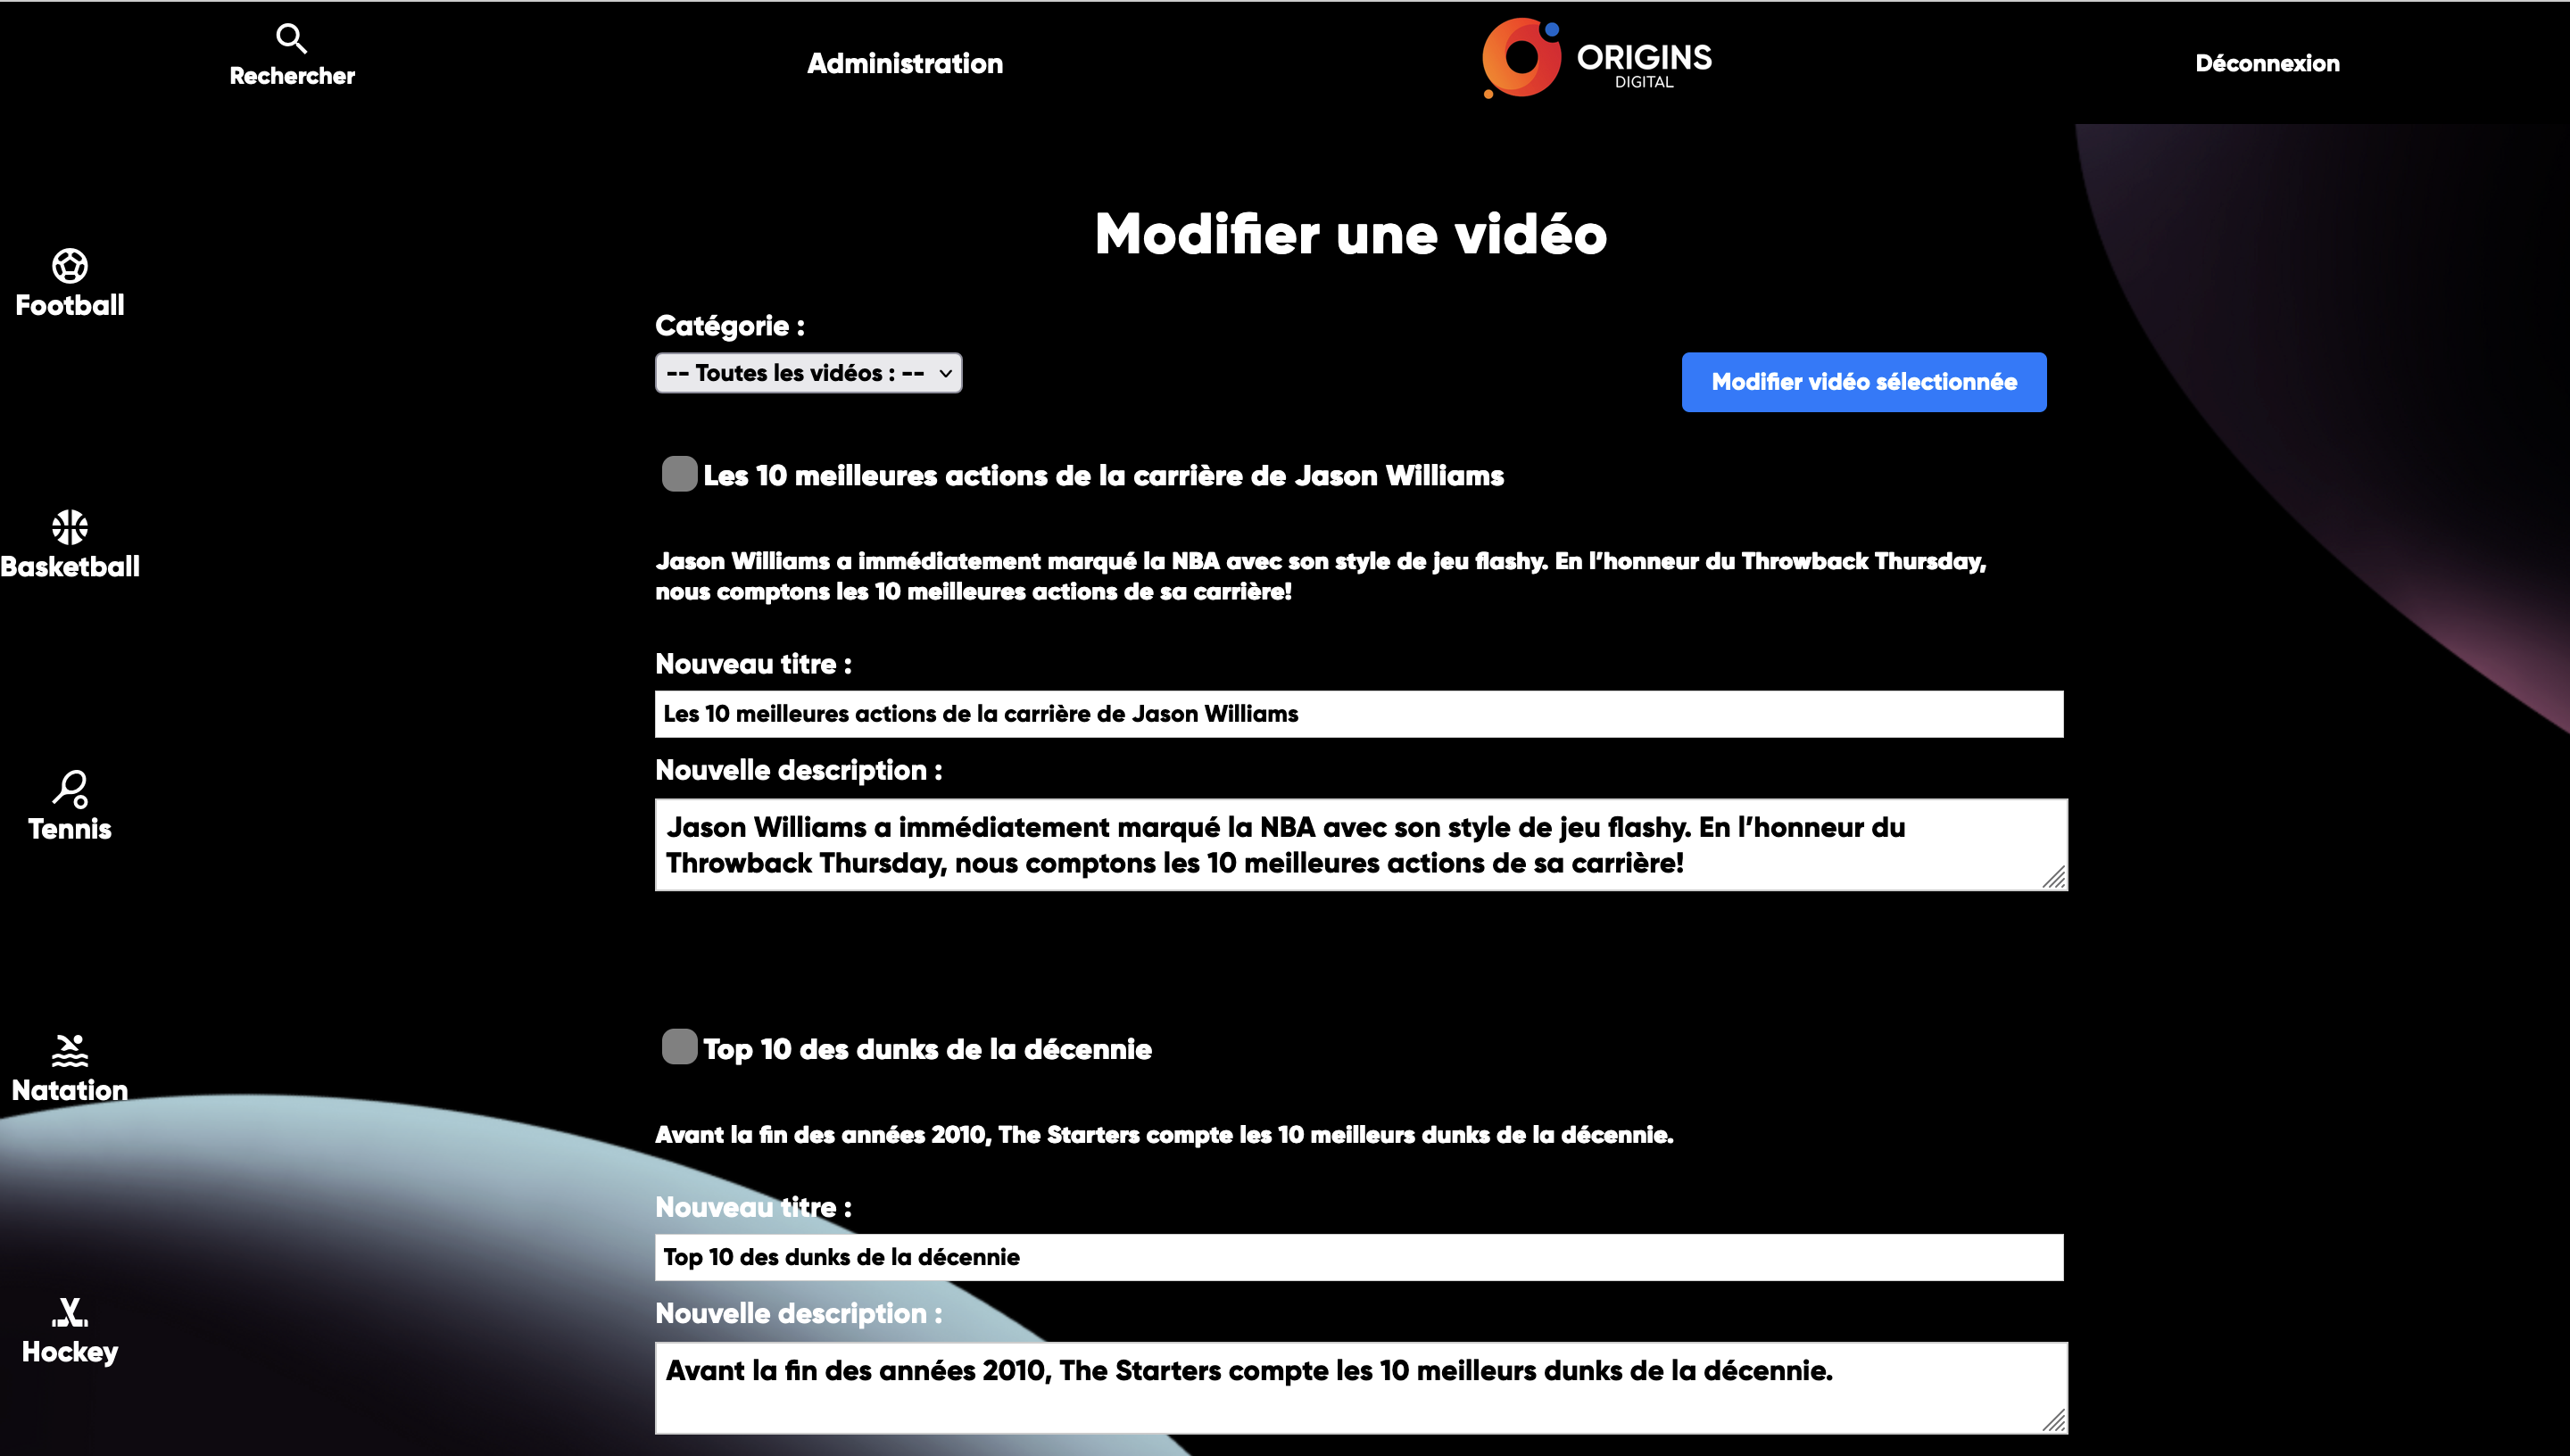 Rechercher
Administration
ORIGINS
DIGITAL
Déconnexion
Football
Basketball
Tennis
Natation
Hockey
Modifier une vidéo
Catégorie :
-- Toutes les vidéos : --
Modifier vidéo sélectionnée
Les 10 meilleures actions de la carrière de Jason Williams
Jason Williams a immédiatement marqué la NBA avec son style de jeu flashy. En l’honneur du Throwback Thursday,
nous comptons les 10 meilleures actions de sa carrière!
Nouveau titre :
Les 10 meilleures actions de la carrière de Jason Williams
Nouvelle description :
Jason Williams a immédiatement marqué la NBA avec son style de jeu flashy. En l’honneur du
Throwback Thursday, nous comptons les 10 meilleures actions de sa carrière!
Top 10 des dunks de la décennie
Avant la fin des années 2010, The Starters compte les 10 meilleurs dunks de la décennie.
Nouveau titre :
Top 10 des dunks de la décennie
Nouvelle description :
Avant la fin des années 2010, The Starters compte les 10 meilleurs dunks de la décennie.